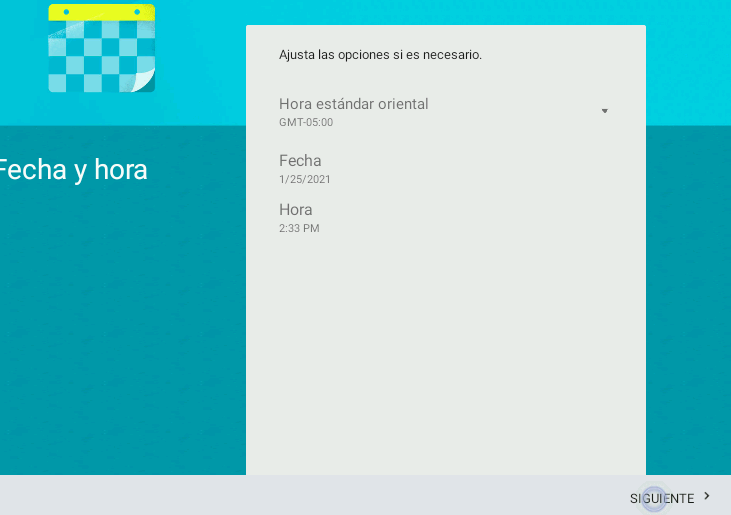 Ajusta las opciones si es necesario.
Hora estándar oriental
GMT-05:00
Fecha y hora
Fecha
1/25/2021
Hora
2:33 PM
SIGUIENTE